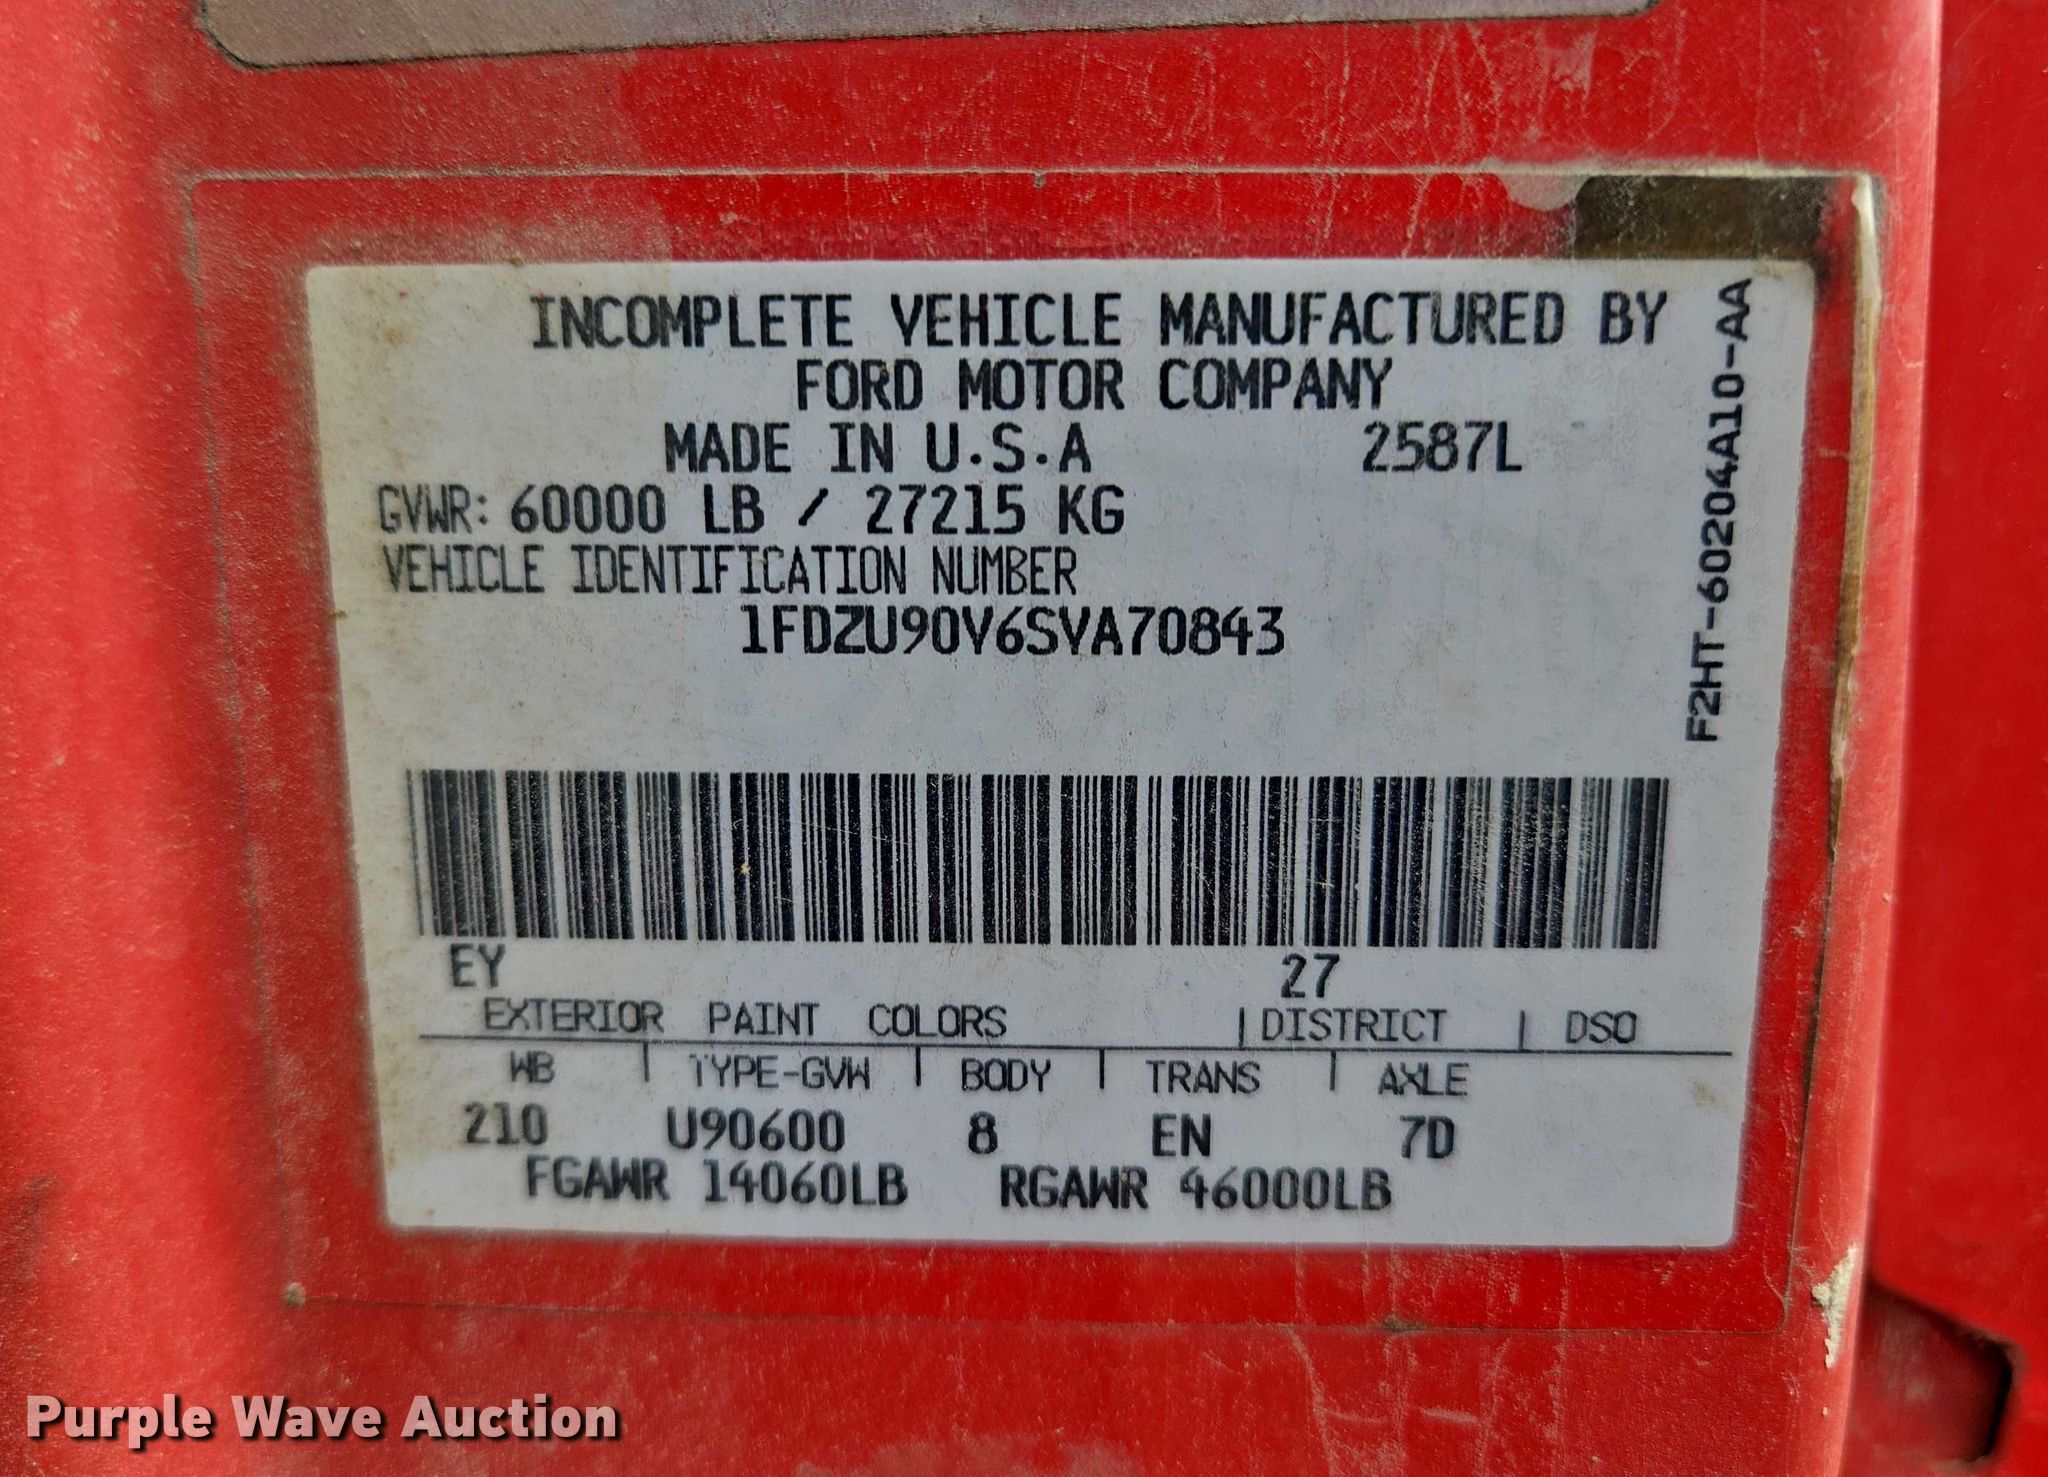 INCOMPLETE VEHICLE MANUFACTURED BY
FORD MOTOR COMPANY
MADE IN U.S.A 2587L
GVWR: 60000 LB / 27215 KG
VEHICLE IDENTIFICATION NUMBER
1FDZU90V6SVA70843
F2HT-60204A10-AA
EY 27
EXTERIOR PAINT COLORS | DISTRICT | DSO
WB | TYPE-GVW | BODY | TRANS | AXLE
210 U90600 8 EN 7D
FGAWR 14060LB RGAWR 46000LB
Purple Wave Auction